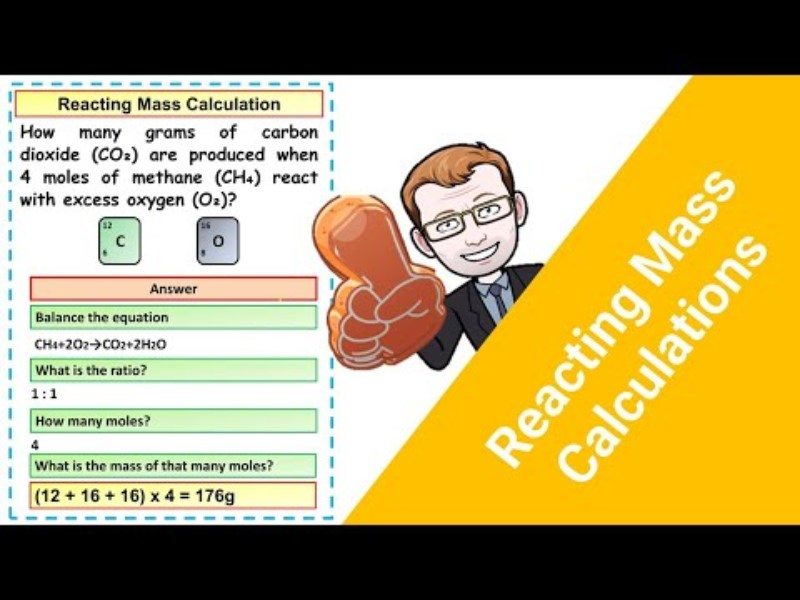 Reacting Mass Calculation
How many grams of carbon
dioxide (CO₂) are produced when
4 moles of methane (CH₄) react
with excess oxygen (O₂)?
12
C
6
16
O
8
Answer
Balance the equation
CH4+2O2→CO2+2H2O
What is the ratio?
1 : 1
How many moles?
4
What is the mass of that many moles?
(12 + 16 + 16) x 4 = 176g
Reacting Mass
Calculations